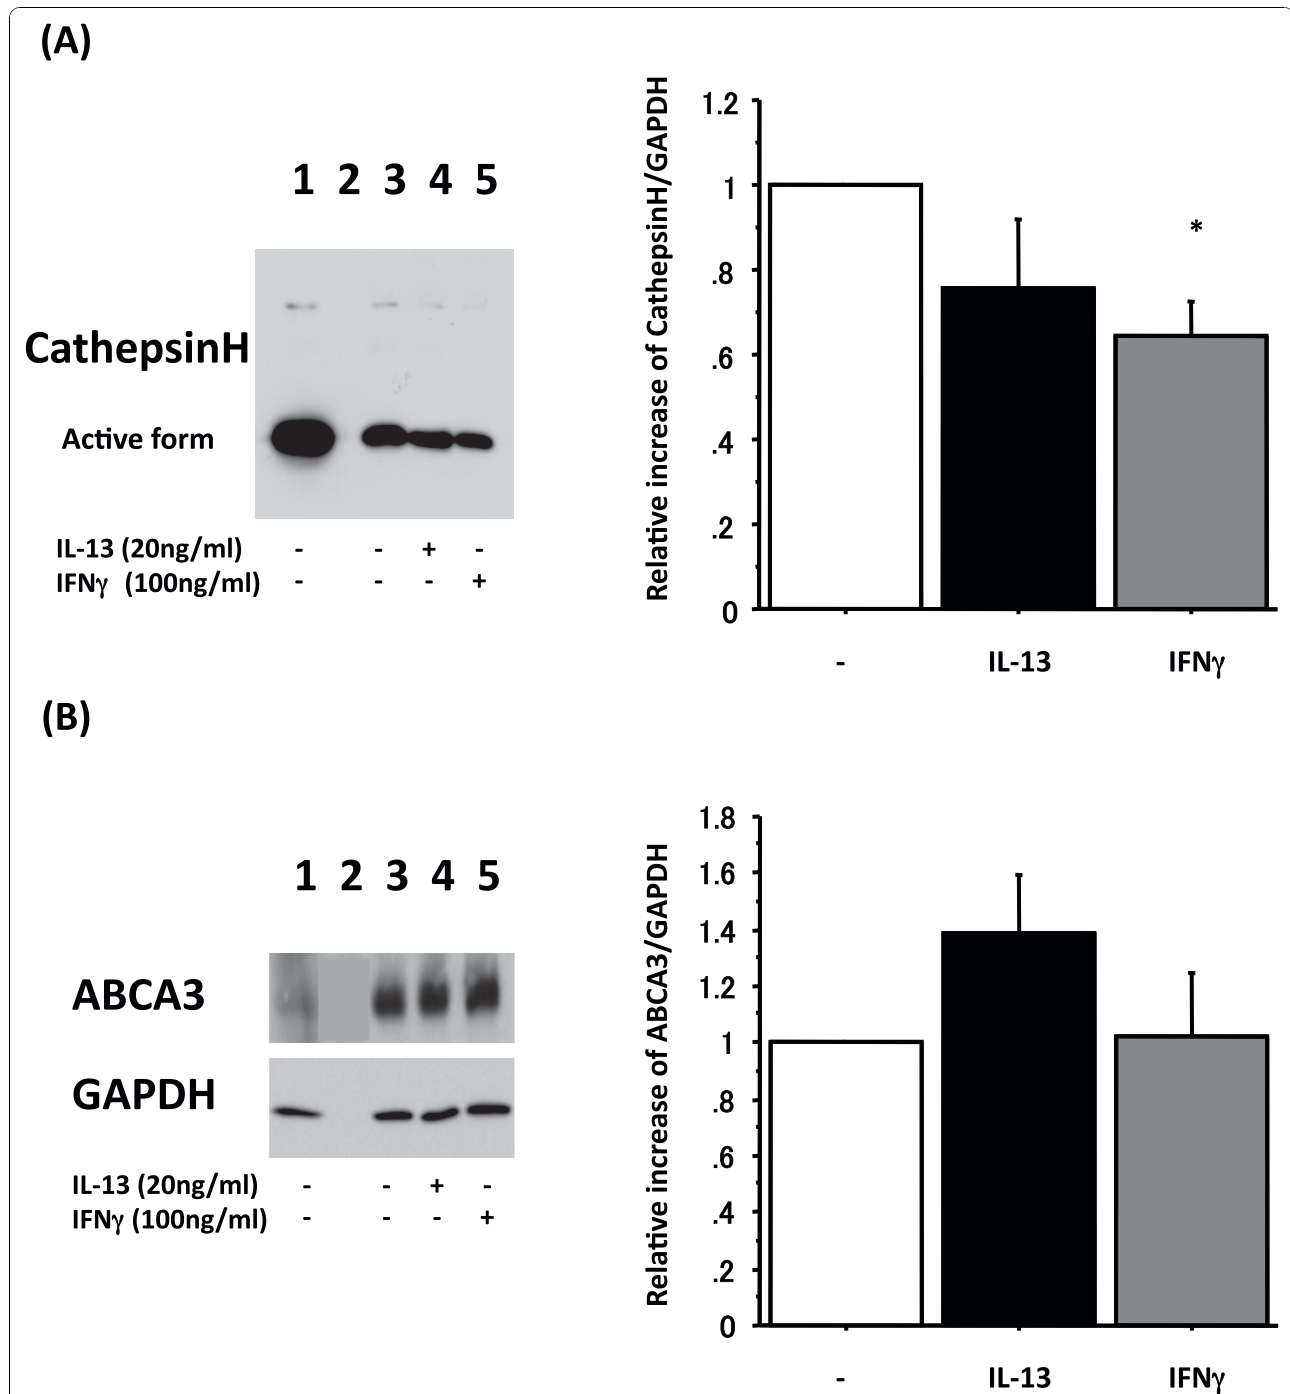 (A)
1 2 3 4 5
CathepsinH
Active form
IL-13 (20ng/ml) - - + -
IFNγ (100ng/ml) - - - +
Relative increase of CathepsinH/GAPDH
1.2
1
.8
.6
.4
.2
0
*
- IL-13 IFNγ
(B)
1 2 3 4 5
ABCA3
GAPDH
IL-13 (20ng/ml) - - + -
IFNγ (100ng/ml) - - - +
Relative increase of ABCA3/GAPDH
1.8
1.6
1.4
1.2
1
.8
.6
.4
.2
0
- IL-13 IFNγ